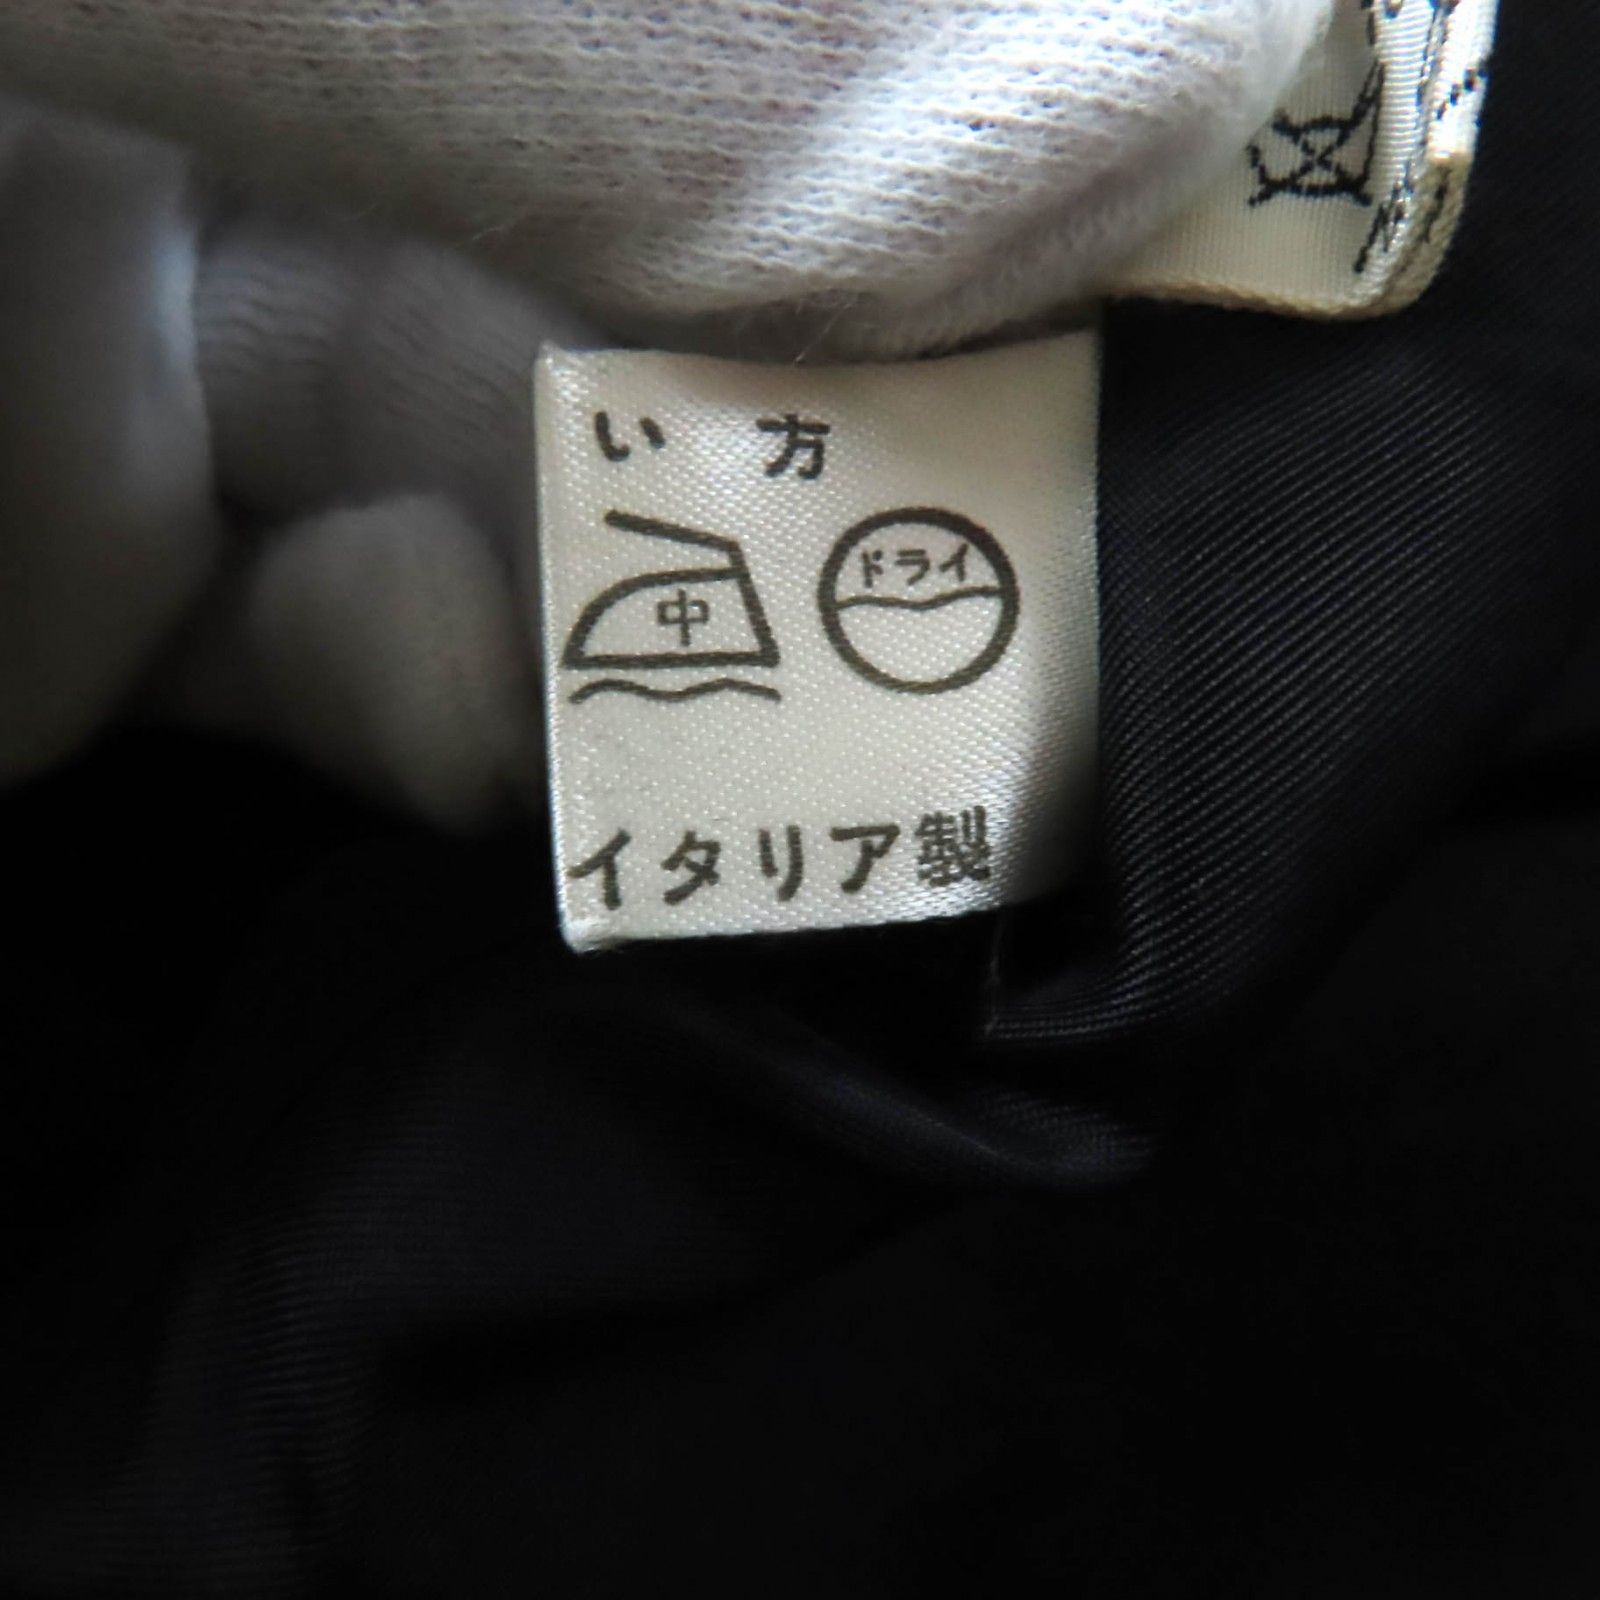 い 方
中 ドライ
イタリア製